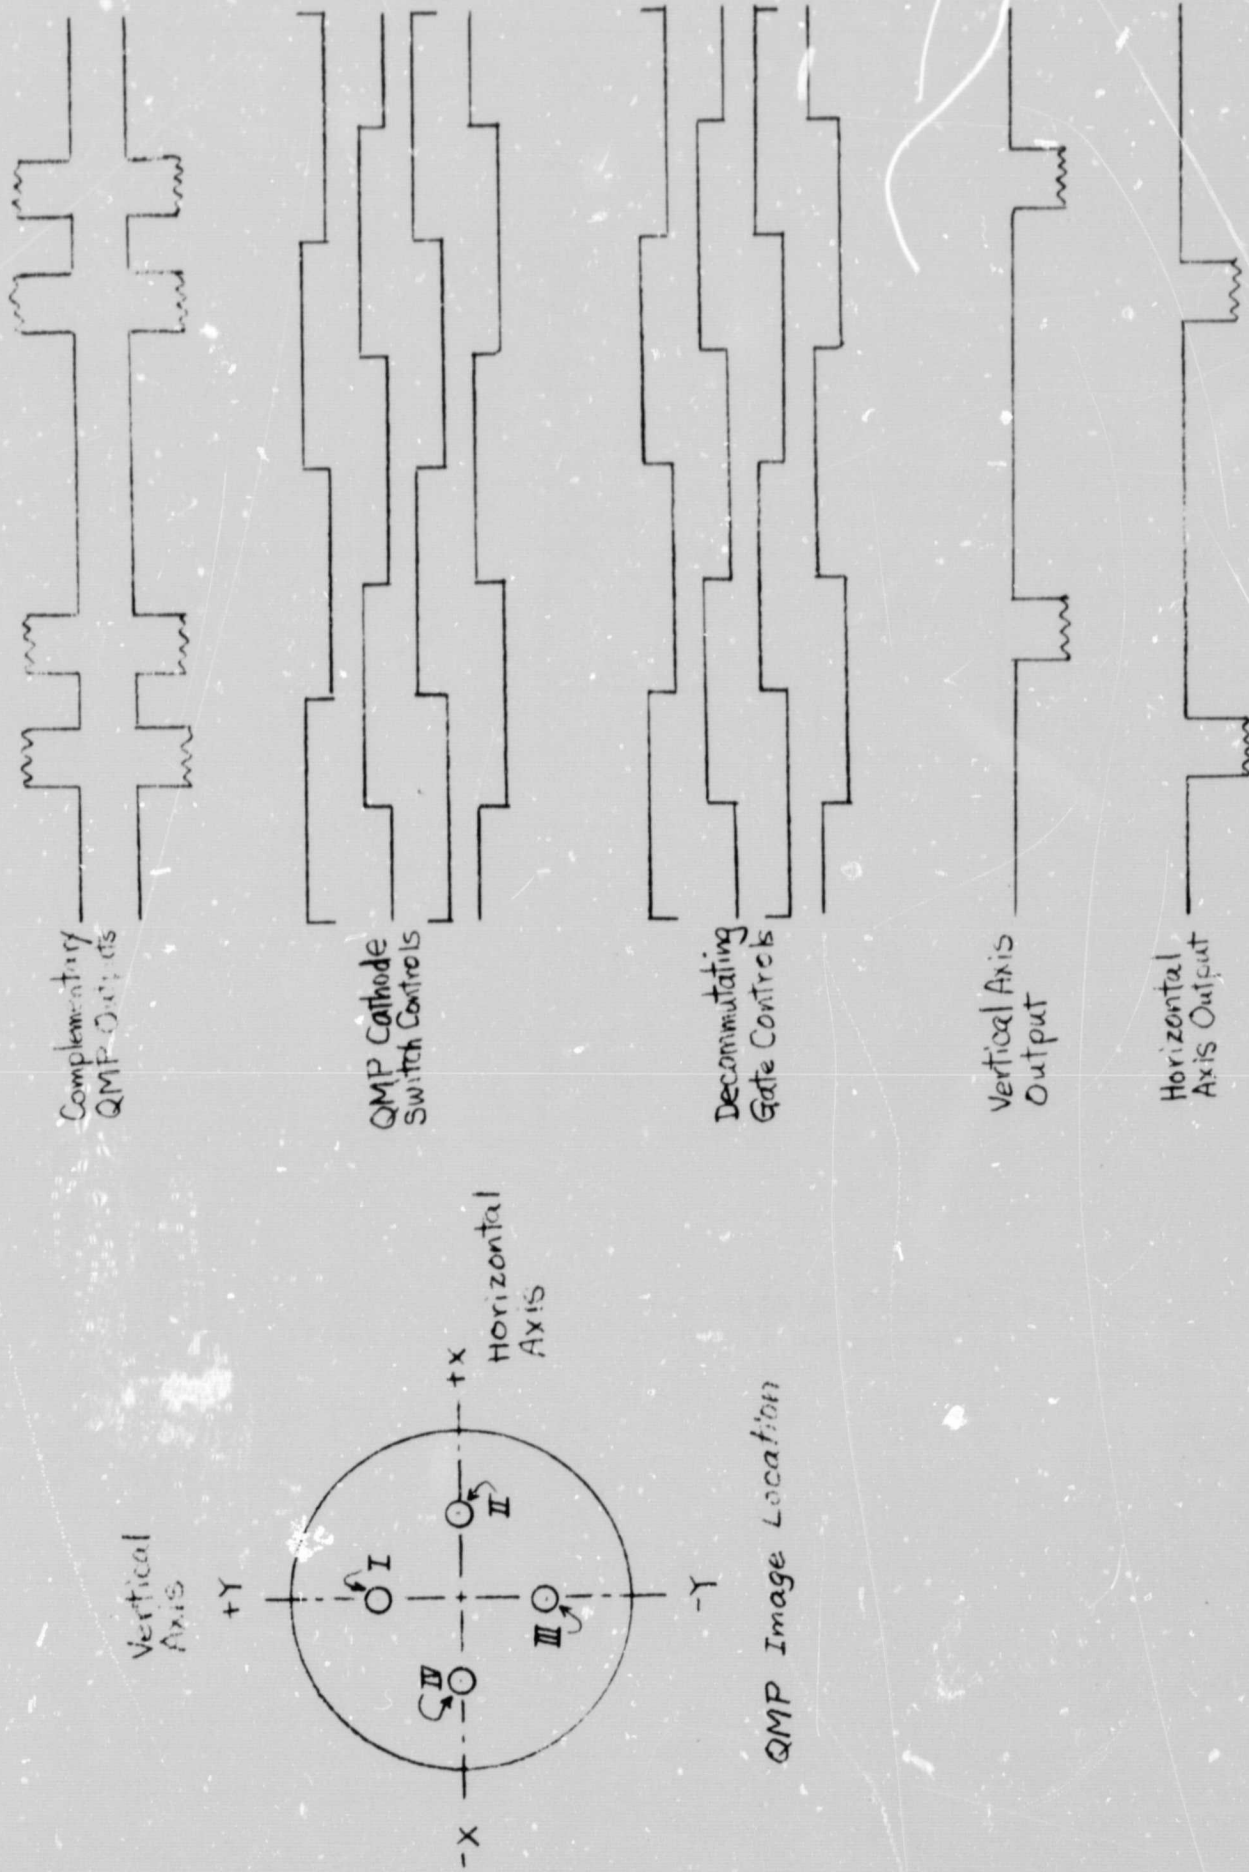 Vertical
Axis
+Y
I
IV
II
III
-X
+X
Horizontal
Axis
-Y
QMP Image Location
Complementary
QMP
QMP Cathode
Switch Controls
Decommutating
Gate Controls
Vertical Axis
Output
Horizontal
Axis Output